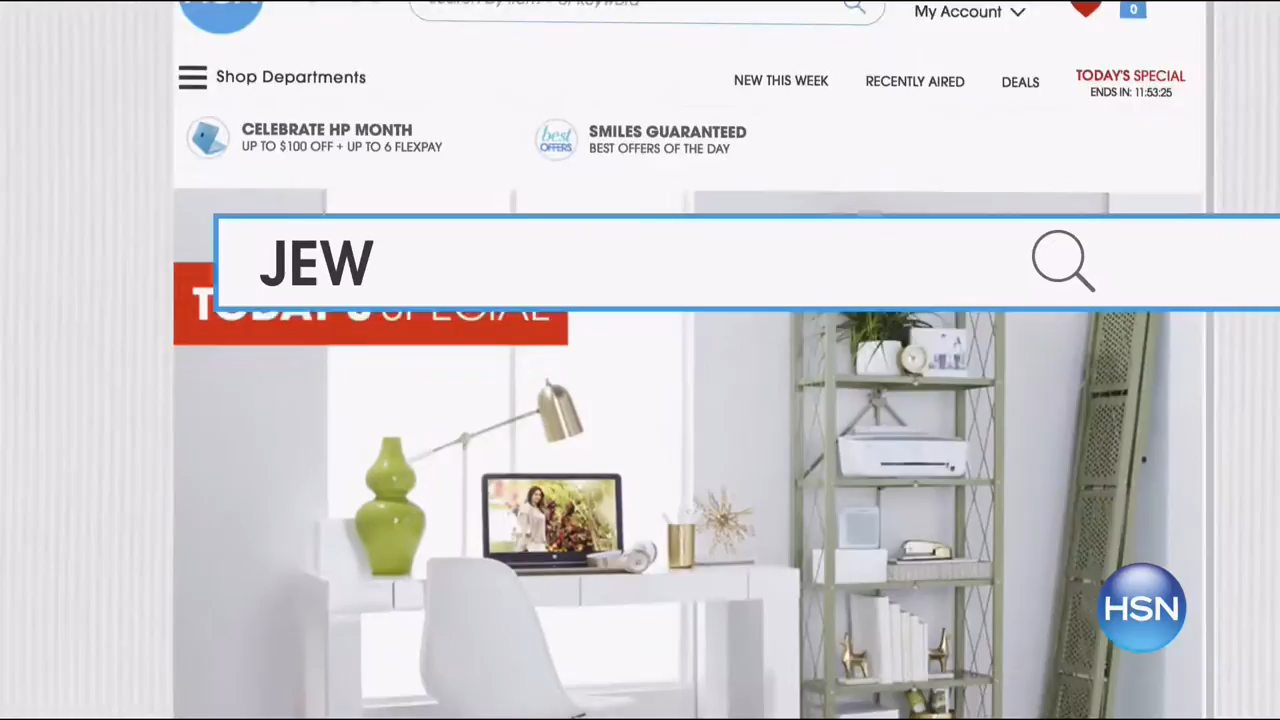 My Account
0
Shop Departments
NEW THIS WEEK
RECENTLY AIRED
DEALS
TODAY'S SPECIAL
ENDS IN: 11:53:25
CELEBRATE HP MONTH
UP TO $100 OFF + UP TO 6 FLEXPAY
best
OFFERS
SMILES GUARANTEED
BEST OFFERS OF THE DAY
JEW
TODAY'S SPECIAL
HSN